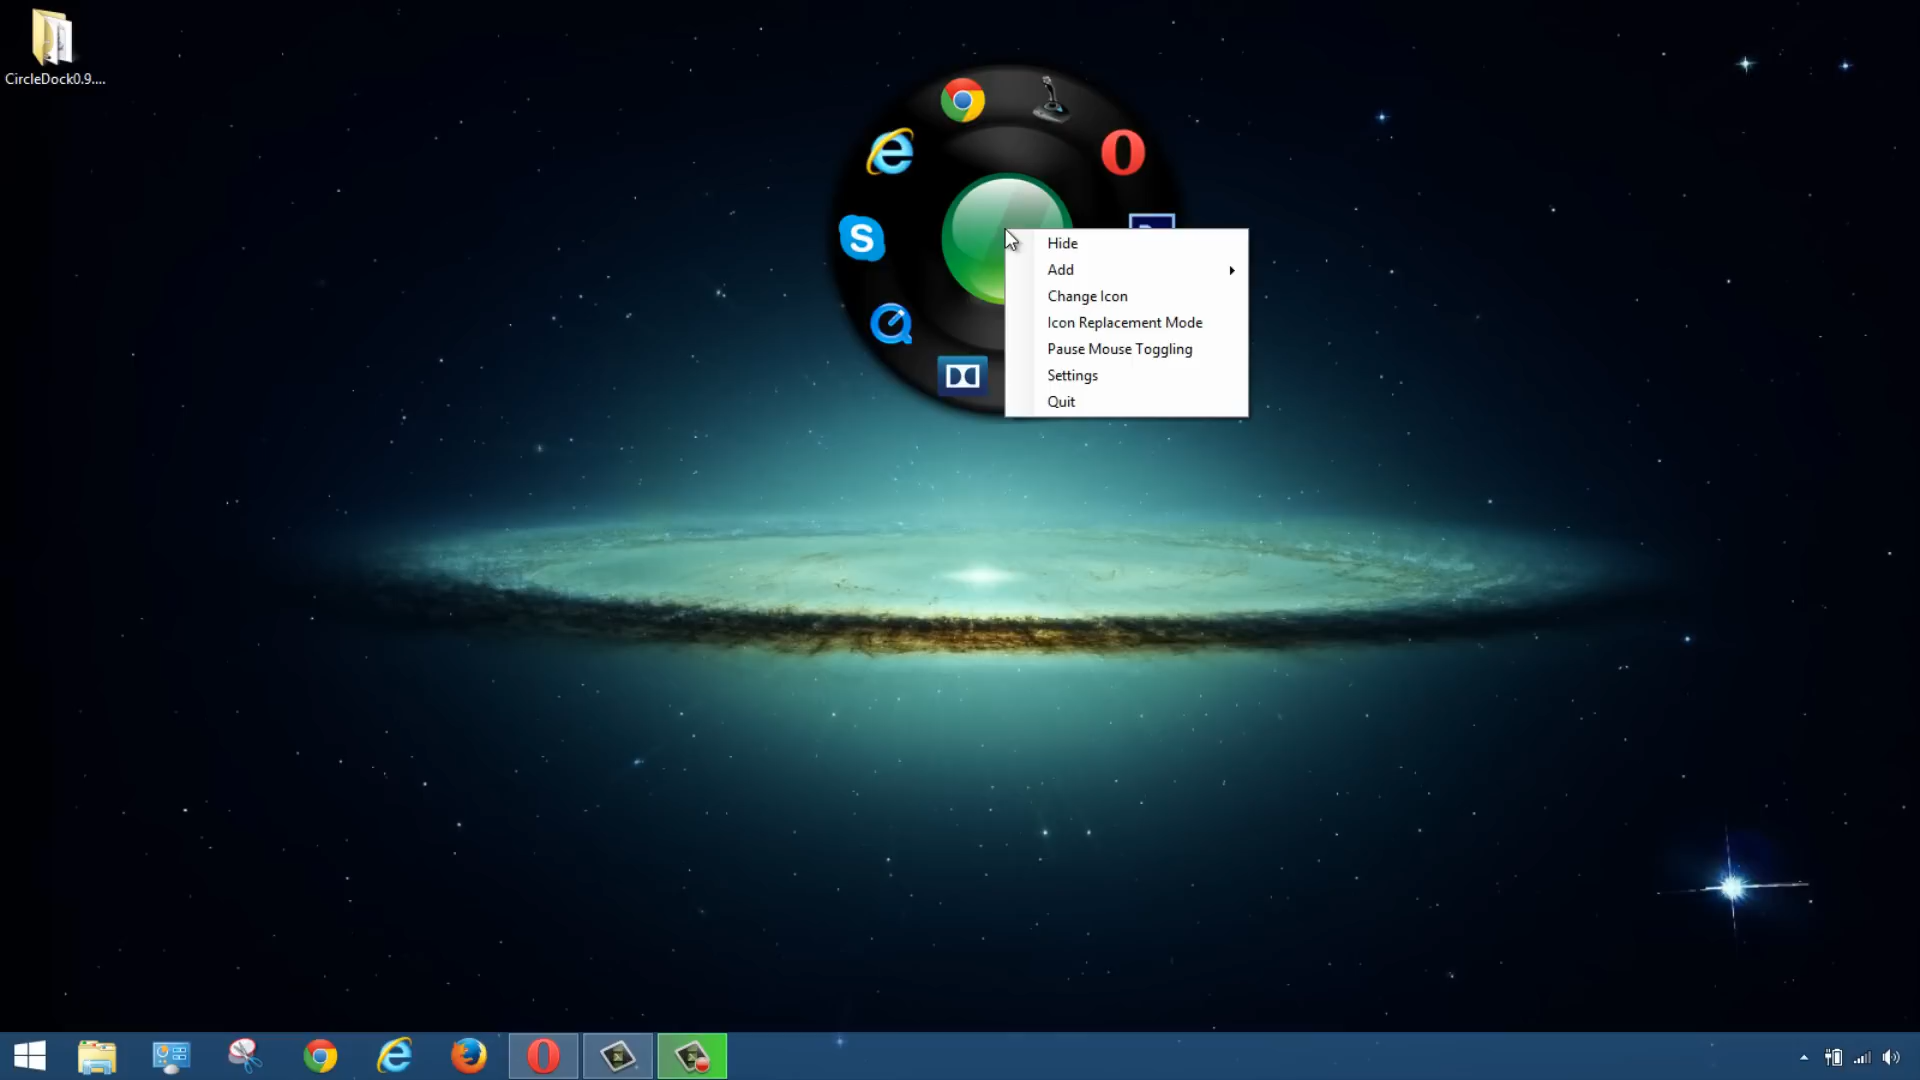 CircleDock0.9....
Hide
Add
Change Icon
Icon Replacement Mode
Pause Mouse Toggling
Settings
Quit